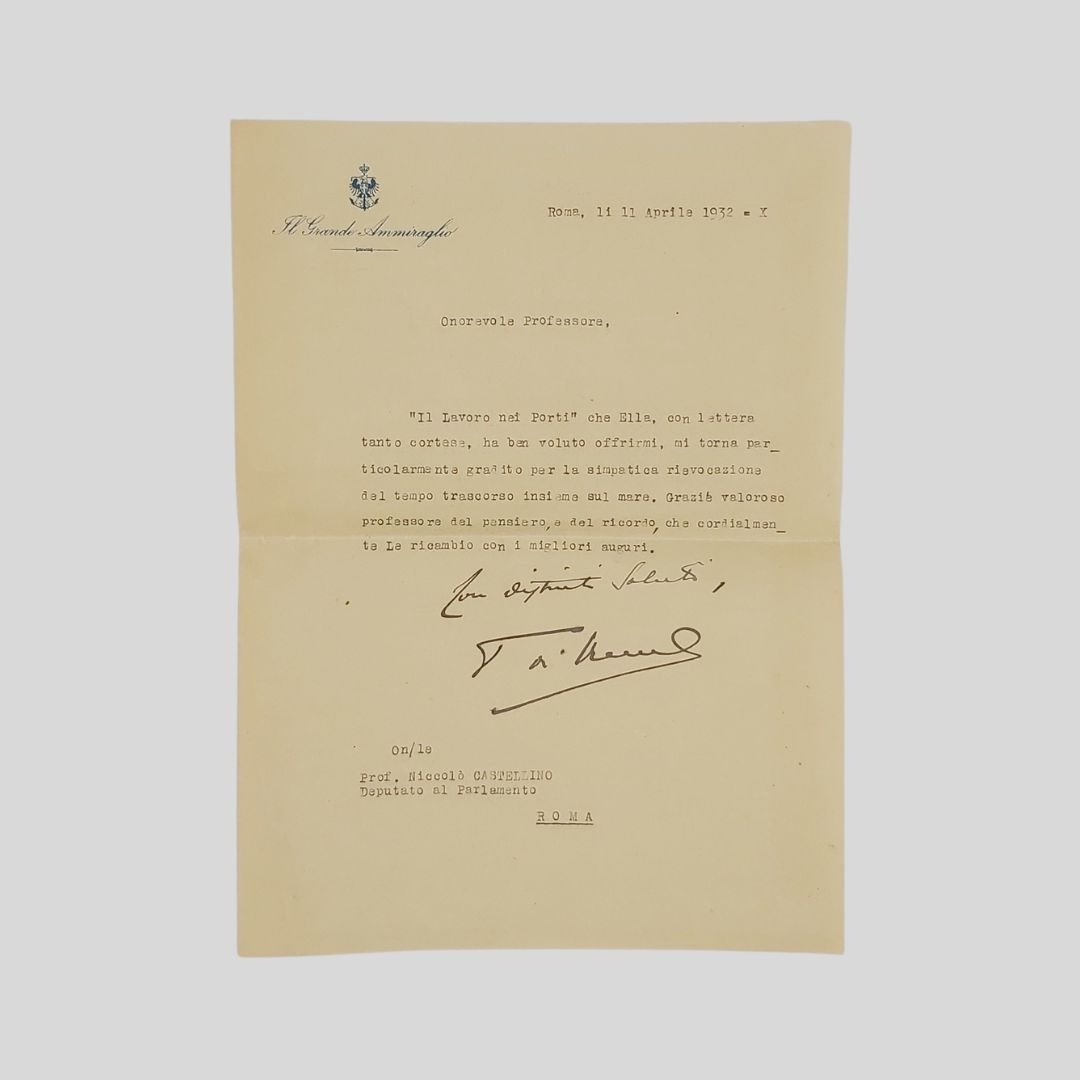 Il Grande Ammiraglio
Roma, li 11 Aprile 1932 = X
Onorevole Professore,
"Il Lavoro nei Porti" che Ella, con lettera
tanto cortese, ha ben voluto offrirmi, mi torna par_
ticolarmente gradito per la simpatica rievocazione
del tempo trascorso insieme sul mare. Grazie valoroso
professore del pensiero, e del ricordo, che cordialmen_
te Le ricambio con i migliori auguri.
Con distinti Saluti,
On/le
Prof. Niccolò CASTELLINO
Deputato al Parlamento
ROMA